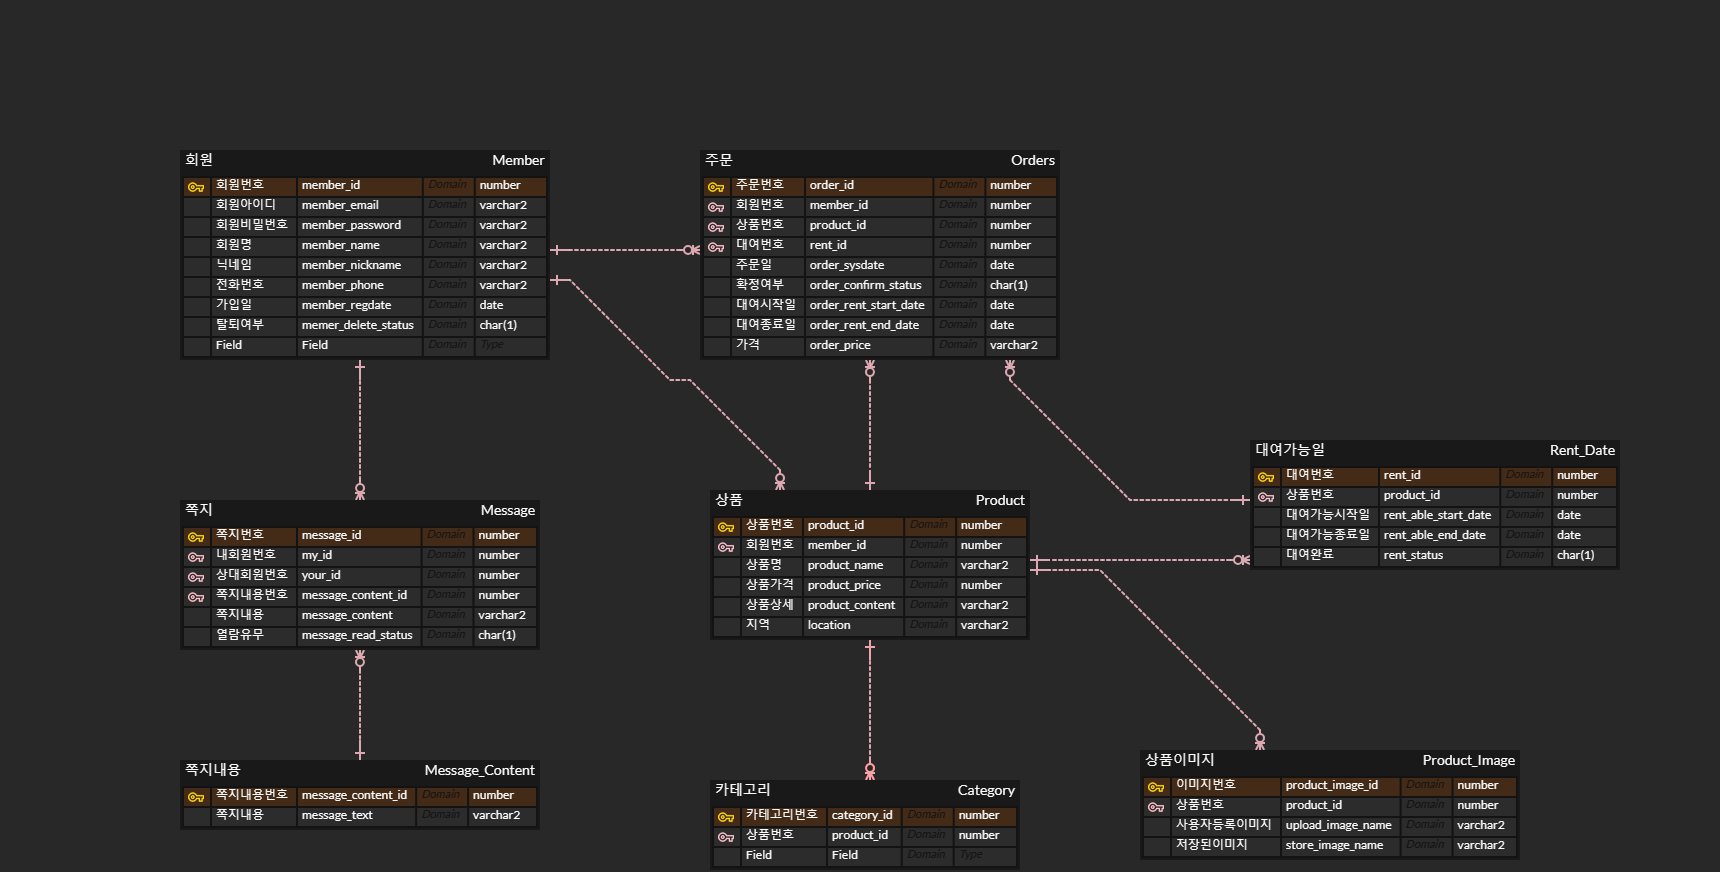 회원 Member
회원번호 member_id Domain number
회원아이디 member_email Domain varchar2
회원비밀번호 member_password Domain varchar2
회원명 member_name Domain varchar2
닉네임 member_nickname Domain varchar2
전화번호 member_phone Domain varchar2
가입일 member_regdate Domain date
탈퇴여부 memer_delete_status Domain char(1)
Field Field Domain Type
주문 Orders
주문번호 order_id Domain number
회원번호 member_id Domain number
상품번호 product_id Domain number
대여번호 rent_id Domain number
주문일 order_sysdate Domain date
확정여부 order_confirm_status Domain char(1)
대여시작일 order_rent_start_date Domain date
대여종료일 order_rent_end_date Domain date
가격 order_price Domain varchar2
대여가능일 Rent_Date
대여번호 rent_id Domain number
상품번호 product_id Domain number
대여가능시작일 rent_able_start_date Domain date
대여가능종료일 rent_able_end_date Domain date
대여완료 rent_status Domain char(1)
쪽지 Message
쪽지번호 message_id Domain number
내회원번호 my_id Domain number
상대회원번호 your_id Domain number
쪽지내용번호 message_content_id Domain number
쪽지내용 message_content Domain varchar2
열람유무 message_read_status Domain char(1)
상품 Product
상품번호 product_id Domain number
회원번호 member_id Domain number
상품명 product_name Domain varchar2
상품가격 product_price Domain number
상품상세 product_content Domain varchar2
지역 location Domain varchar2
쪽지내용 Message_Content
쪽지내용번호 message_content_id Domain number
쪽지내용 message_text Domain varchar2
카테고리 Category
카테고리번호 category_id Domain number
상품번호 product_id Domain number
Field Field Domain Type
상품이미지 Product_Image
이미지번호 product_image_id Domain number
상품번호 product_id Domain number
사용자등록이미지 upload_image_name Domain varchar2
저장된이미지 store_image_name Domain varchar2